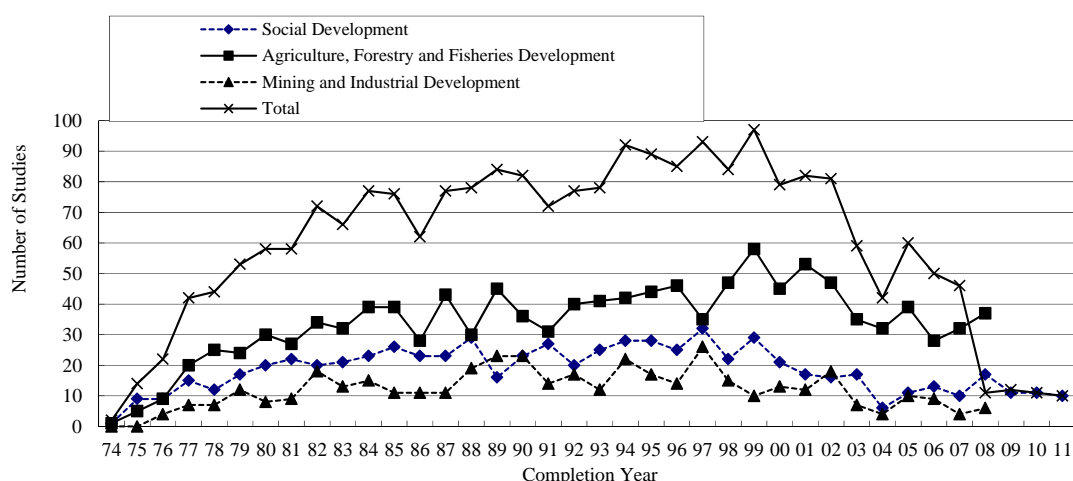 Social Development
Agriculture, Forestry and Fisheries Development
Mining and Industrial Development
Total
Number of Studies
100
90
80
70
60
50
40
30
20
10
0
74 75 76 77 78 79 80 81 82 83 84 85 86 87 88 89 90 91 92 93 94 95 96 97 98 99 00 01 02 03 04 05 06 07 08 09 10 11
Completion Year